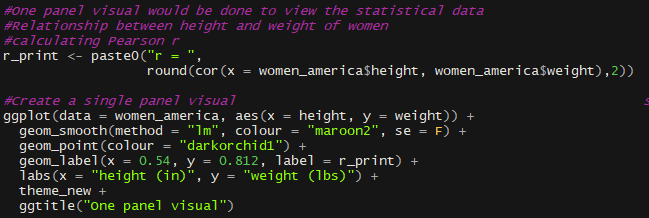 #One panel visual would be done to view the statistical data
#Relationship between height and weight of women
#calculating Pearson r
r_print <- paste0("r = ",
round(cor(x = women_america$height, women_america$weight),2))
#Create a single panel visual
ggplot(data = women_america, aes(x = height, y = weight)) +
geom_smooth(method = "lm", colour = "maroon2", se = F) +
geom_point(colour = "darkorchid1") +
geom_label(x = 0.54, y = 0.812, label = r_print) +
labs(x = "height (in)", y = "weight (lbs)") +
theme_new +
ggtitle("One panel visual")